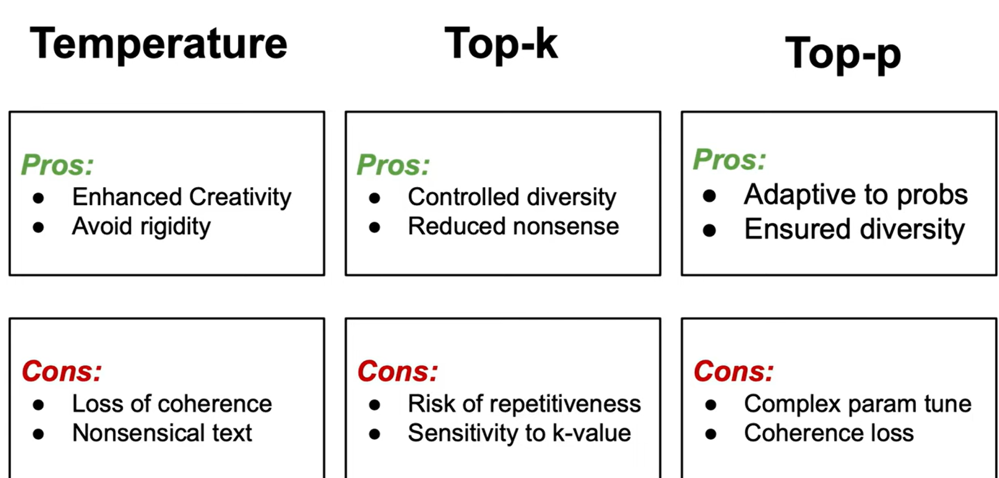 Temperature
Top-k
Top-p
Pros:
● Enhanced Creativity
● Avoid rigidity
Pros:
● Controlled diversity
● Reduced nonsense
Pros:
● Adaptive to probs
● Ensured diversity
Cons:
● Loss of coherence
● Nonsensical text
Cons:
● Risk of repetitiveness
● Sensitivity to k-value
Cons:
● Complex param tune
● Coherence loss